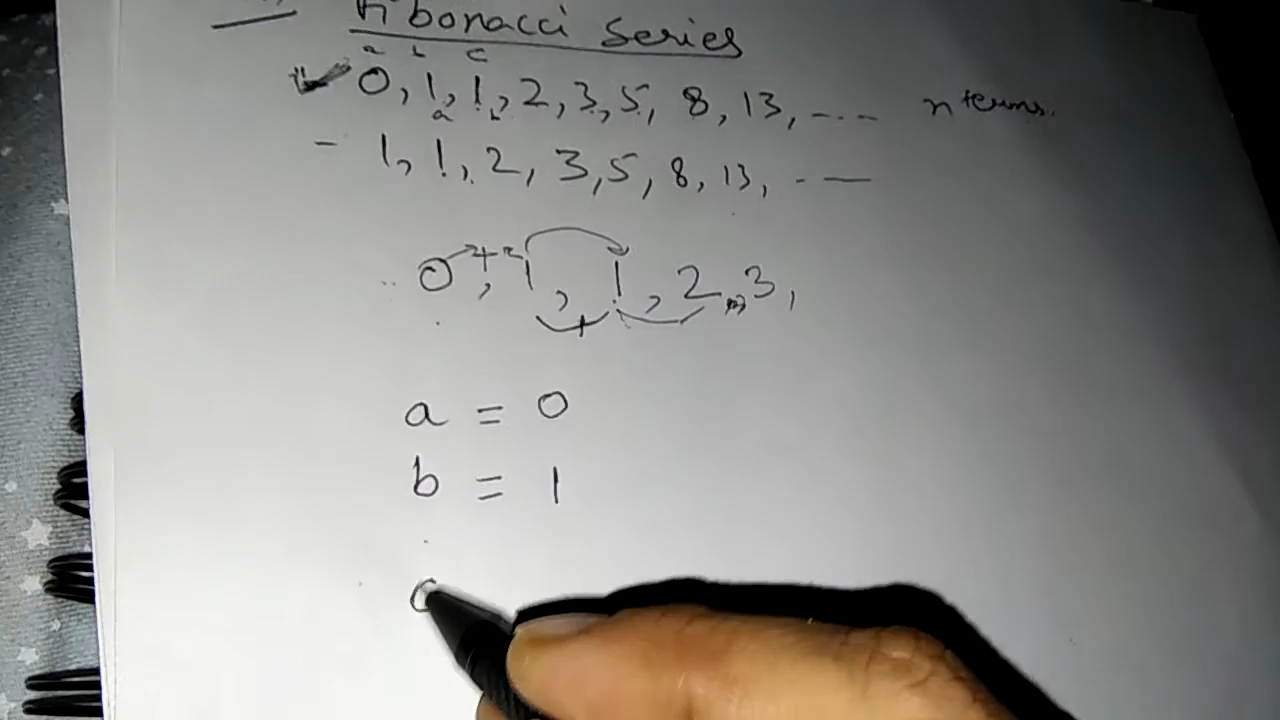 Fibonacci Series
a b c
0, 1, 1, 2, 3, 5, 8, 13, ---- n terms.
a b
- 1, 1, 2, 3, 5, 8, 13, - —
0 + 1, 1, 2, 3,
+
a = 0
b = 1
c